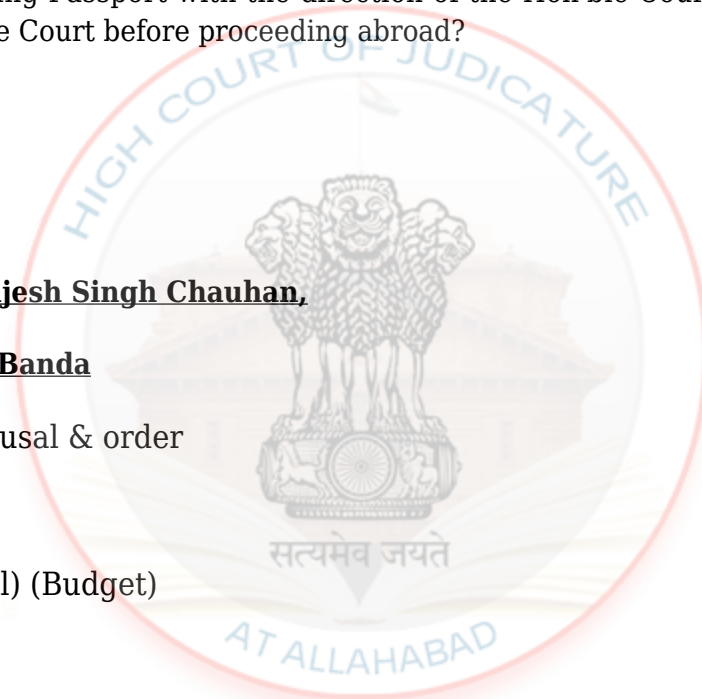 ing Passport with the direction of the Hon'ble Cour
e Court before proceeding abroad?
HIGH COURT OF JUDICATURE
jesh Singh Chauhan,
Banda
usal & order
सत्यमेव जयते
l) (Budget)
AT ALLAHABAD